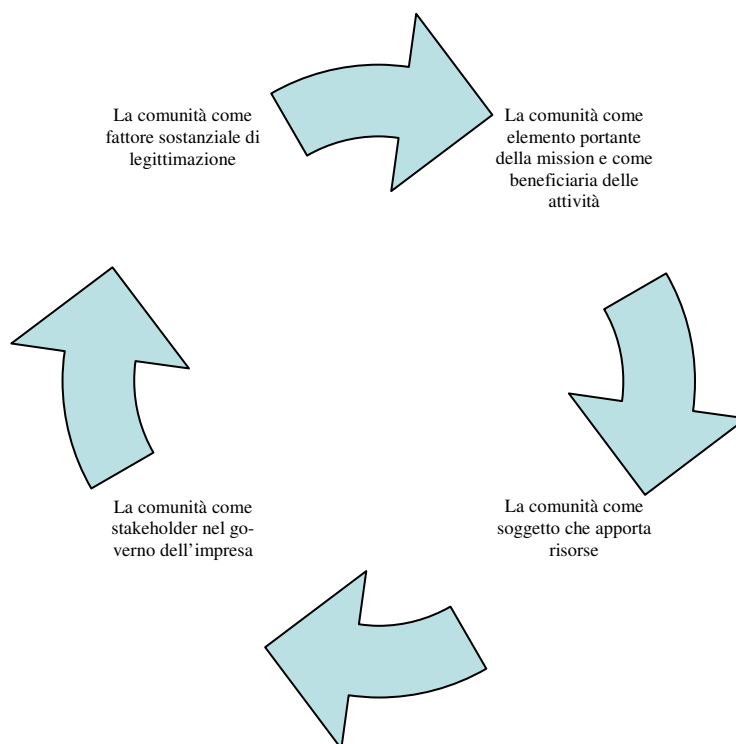 La comunità come
fattore sostanziale di
legittimazione
La comunità come
elemento portante
della mission e come
beneficiaria delle
attività
La comunità come
stakeholder nel go-
verno dell’impresa
La comunità come
soggetto che apporta
risorse